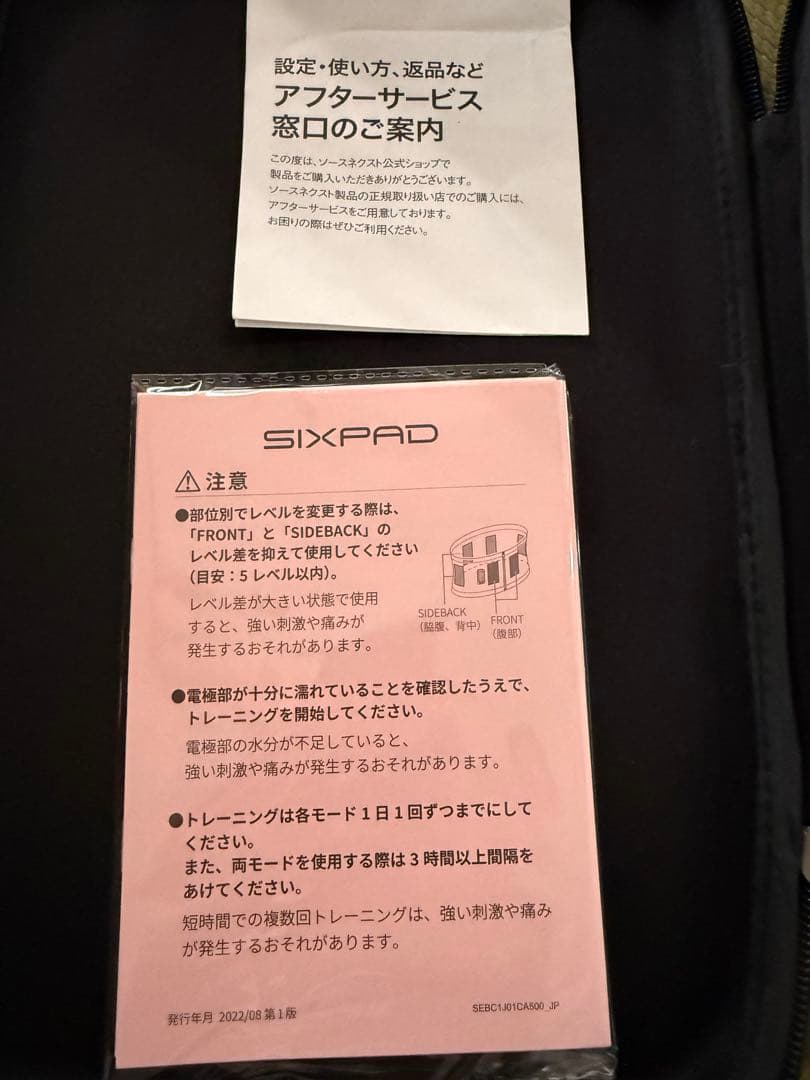 設定・使い方、返品など
アフターサービス
窓口のご案内
この度は、ソースネクスト公式ショップで
製品をご購入いただきありがとうございます。
ソースネクスト製品の正規取り扱い店でのご購入には、
アフターサービスをご用意しております。
お困りの際はぜひご利用ください。
SIXPAD
⚠注意
●部位別でレベルを変更する際は、
「FRONT」と「SIDEBACK」の
レベル差を抑えて使用してください
(目安:5レベル以内)。
レベル差が大きい状態で使用
すると、強い刺激や痛みが
発生するおそれがあります。
SIDEBACK
(脇腹、背中)
FRONT
(腹部)
●電極部が十分に濡れていることを確認したうえで、
トレーニングを開始してください。
電極部の水分が不足していると、
強い刺激や痛みが発生するおそれがあります。
●トレーニングは各モード1日1回ずつまでにして
ください。
また、両モードを使用する際は3時間以上間隔を
あけてください。
短時間での複数回トレーニングは、強い刺激や痛み
が発生するおそれがあります。
発行年月 2022/08 第1版
SEBC1J01CA500_JP